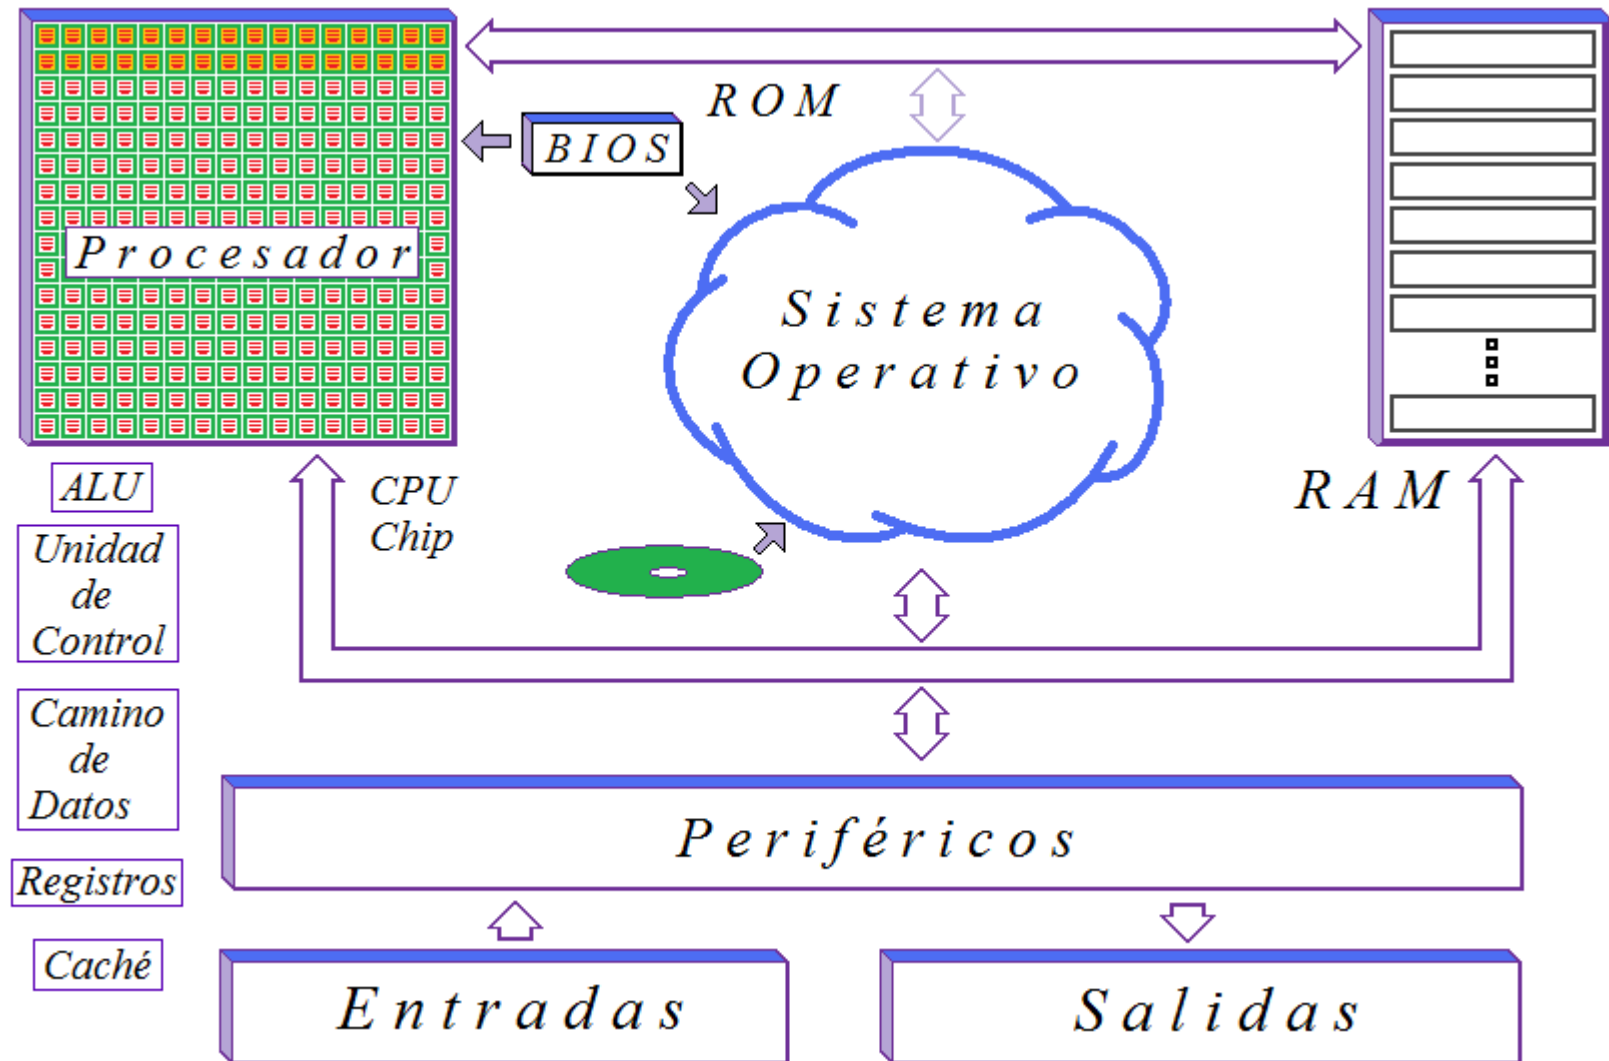 ROM
BIOS
Procesador
Sistema
Operativo
ALU
CPU
Chip
RAM
Unidad
de
Control
Camino
de
Datos
Periféricos
Registros
Caché
Entradas
Salidas